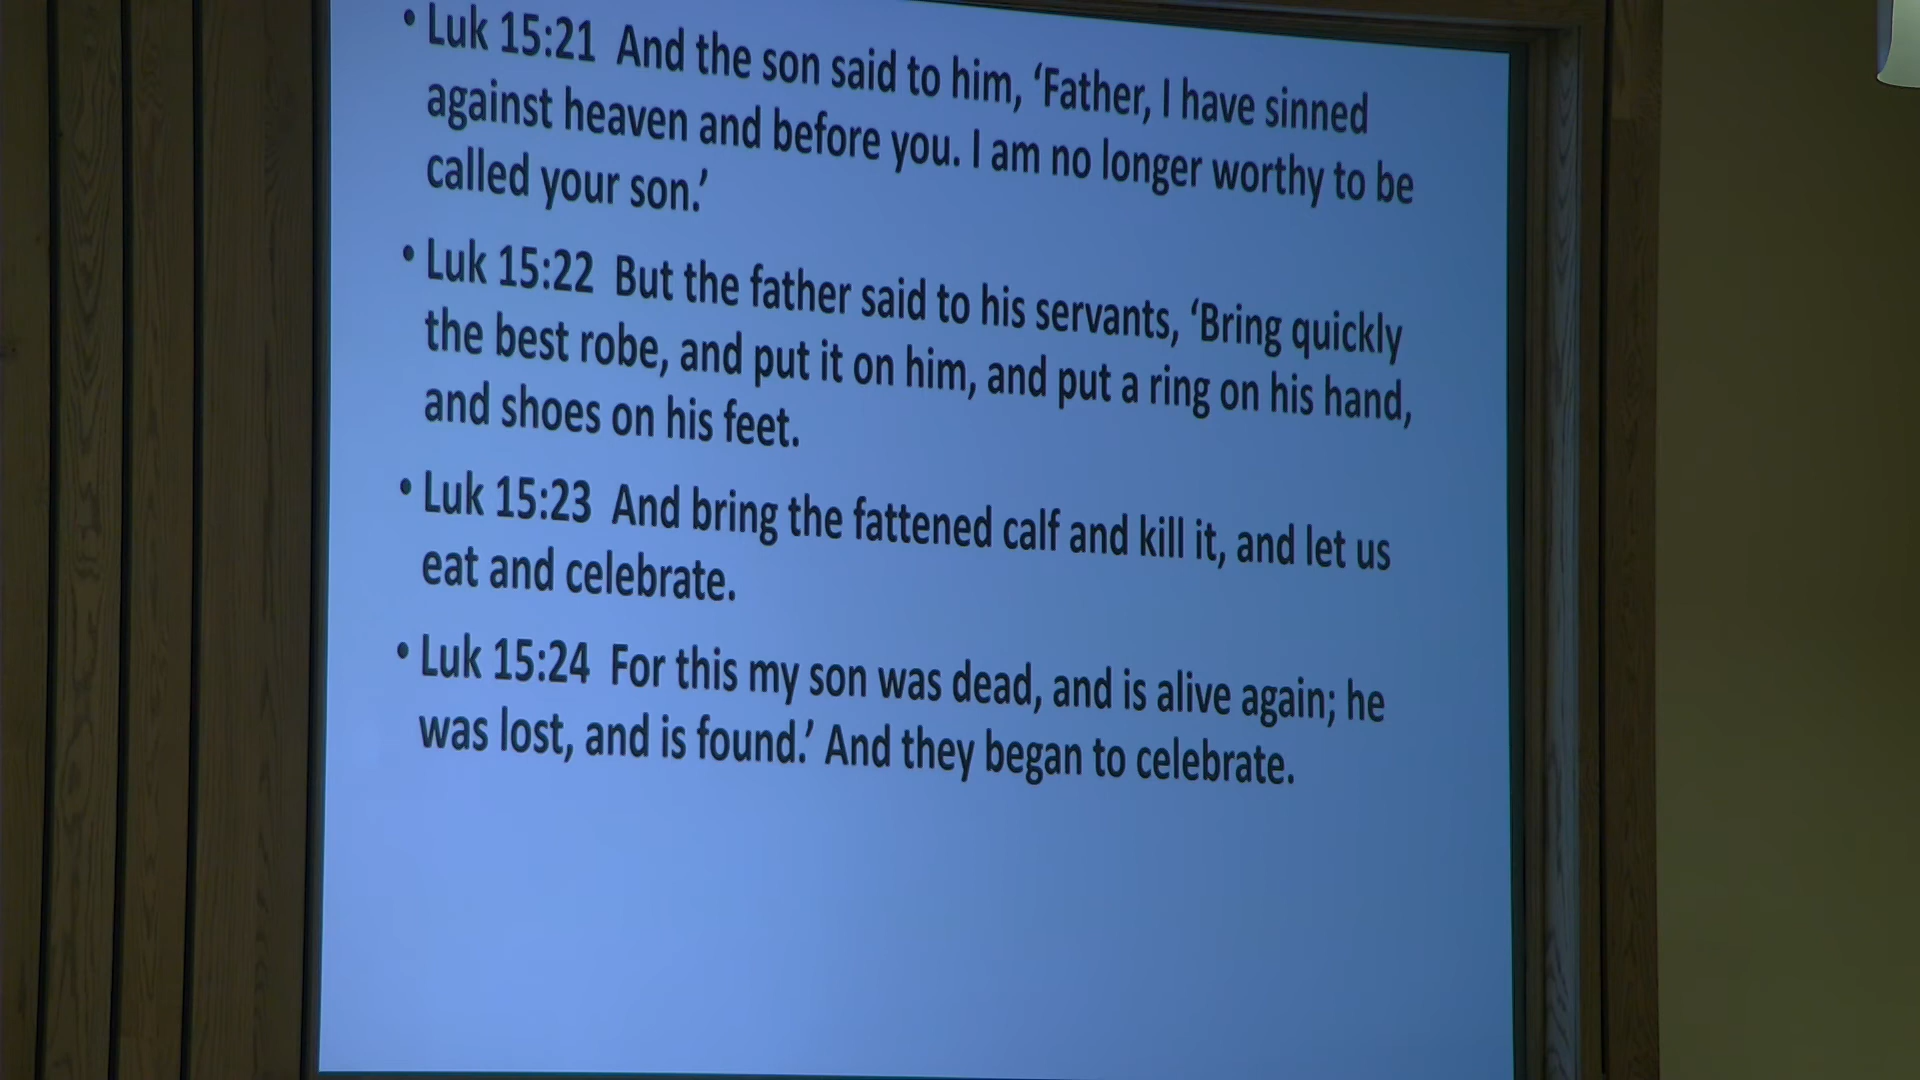 • Luk 15:21 And the son said to him, ‘Father, I have sinned
against heaven and before you. I am no longer worthy to be
called your son.’
• Luk 15:22 But the father said to his servants, ‘Bring quickly
the best robe, and put it on him, and put a ring on his hand,
and shoes on his feet.
• Luk 15:23 And bring the fattened calf and kill it, and let us
eat and celebrate.
• Luk 15:24 For this my son was dead, and is alive again; he
was lost, and is found.’ And they began to celebrate.